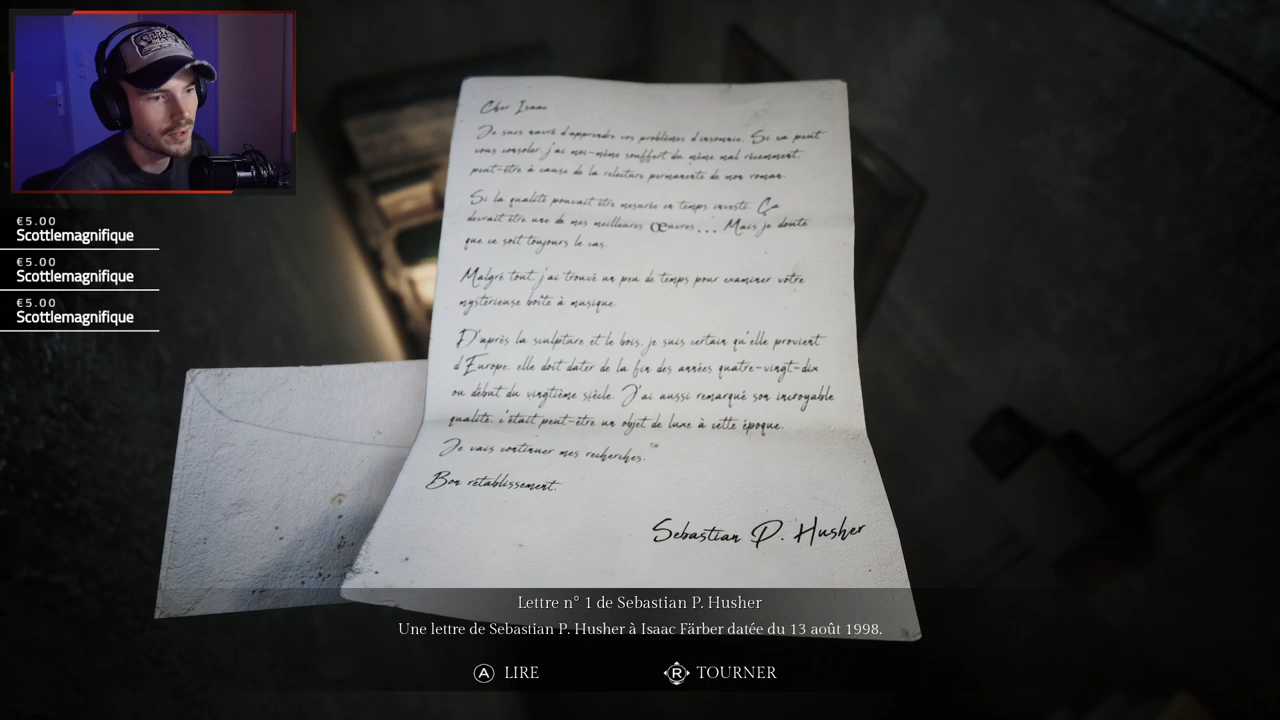 €5.00
Scottlemagnifique
€5.00
Scottlemagnifique
€5.00
Scottlemagnifique
Cher Isaac
Je suis navré d'apprendre vos problèmes d'insomnie. Si ça peut
vous consoler, j'ai moi-même souffert du même mal récemment,
peut-être à cause de la relecture permanente de mon roman.
Si la qualité pouvait être mesurée en temps investi. Ça
devrait être une de mes meilleures œuvres... Mais je doute
que ce soit toujours le cas.
Malgré tout, j'ai trouvé un peu de temps pour examiner votre
mystérieuse boîte à musique.
D'après la sculpture et le bois, je suis certain qu'elle provient
d'Europe, elle doit dater de la fin des années quatre-vingt-dix
ou début du vingtième siècle. J'ai aussi remarqué son incroyable
qualité, c'était peut-être un objet de luxe à cette époque.
Je vais continuer mes recherches.
Bon rétablissement.
Sebastian P. Husher
Lettre n° 1 de Sebastian P. Husher
Une lettre de Sebastian P. Husher à Isaac Färber datée du 13 août 1998.
A LIRE
R TOURNER